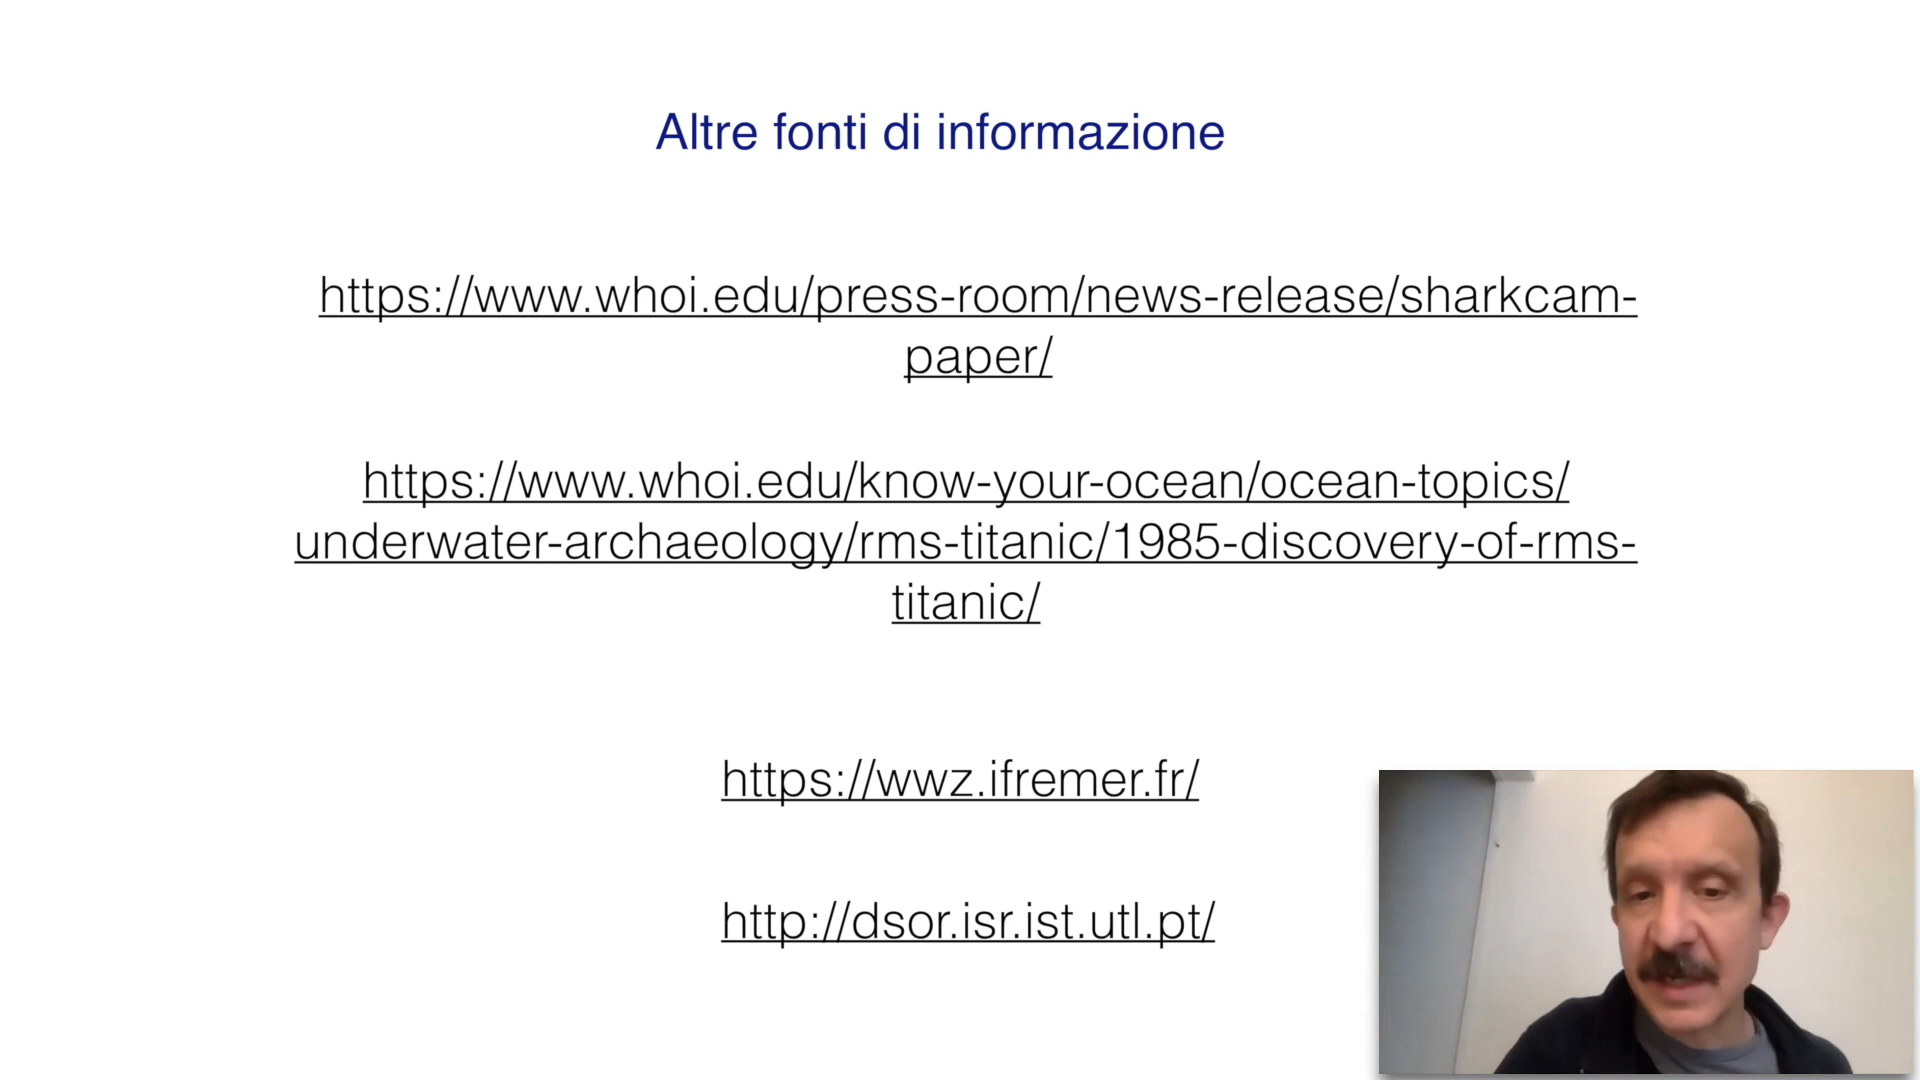 Altre fonti di informazione
https://www.whoi.edu/press-room/news-release/sharkcam-
paper/
https://www.whoi.edu/know-your-ocean/ocean-topics/
underwater-archaeology/rms-titanic/1985-discovery-of-rms-
titanic/
https://wwz.ifremer.fr/
http://dsor.isr.ist.utl.pt/